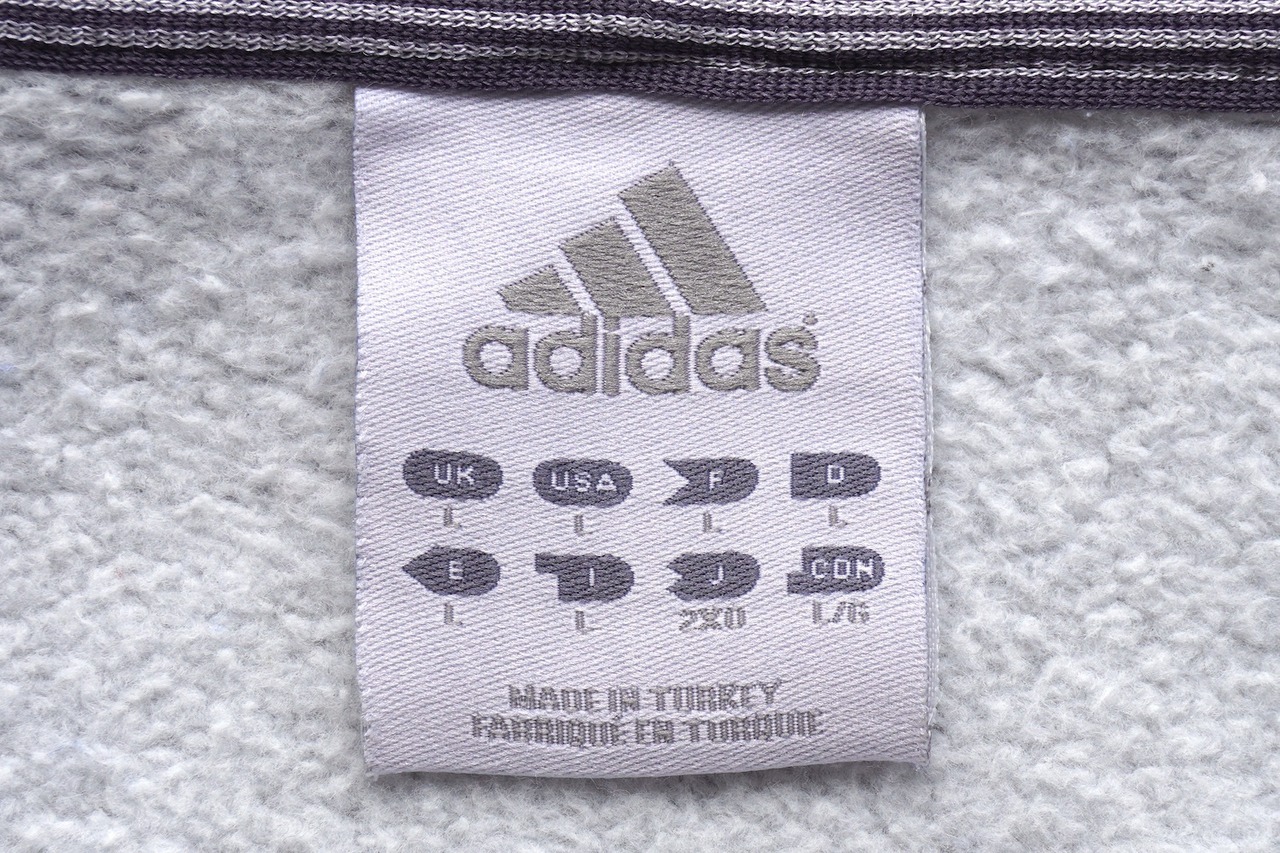 adidas®
UK USA F D
L L L L
E I J CDN
L L 2XO L/G
MADE IN TURKEY
FABRIQUÉ EN TURQUIE